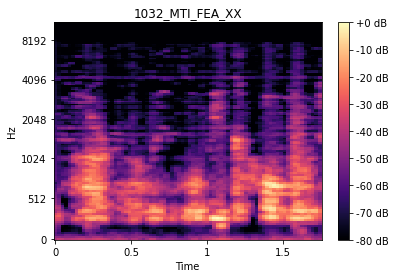 1032_MTI_FEA_XX
Hz
8192
4096
2048
1024
512
0
0
0.5
1
1.5
Time
+0 dB
-10 dB
-20 dB
-30 dB
-40 dB
-50 dB
-60 dB
-70 dB
-80 dB